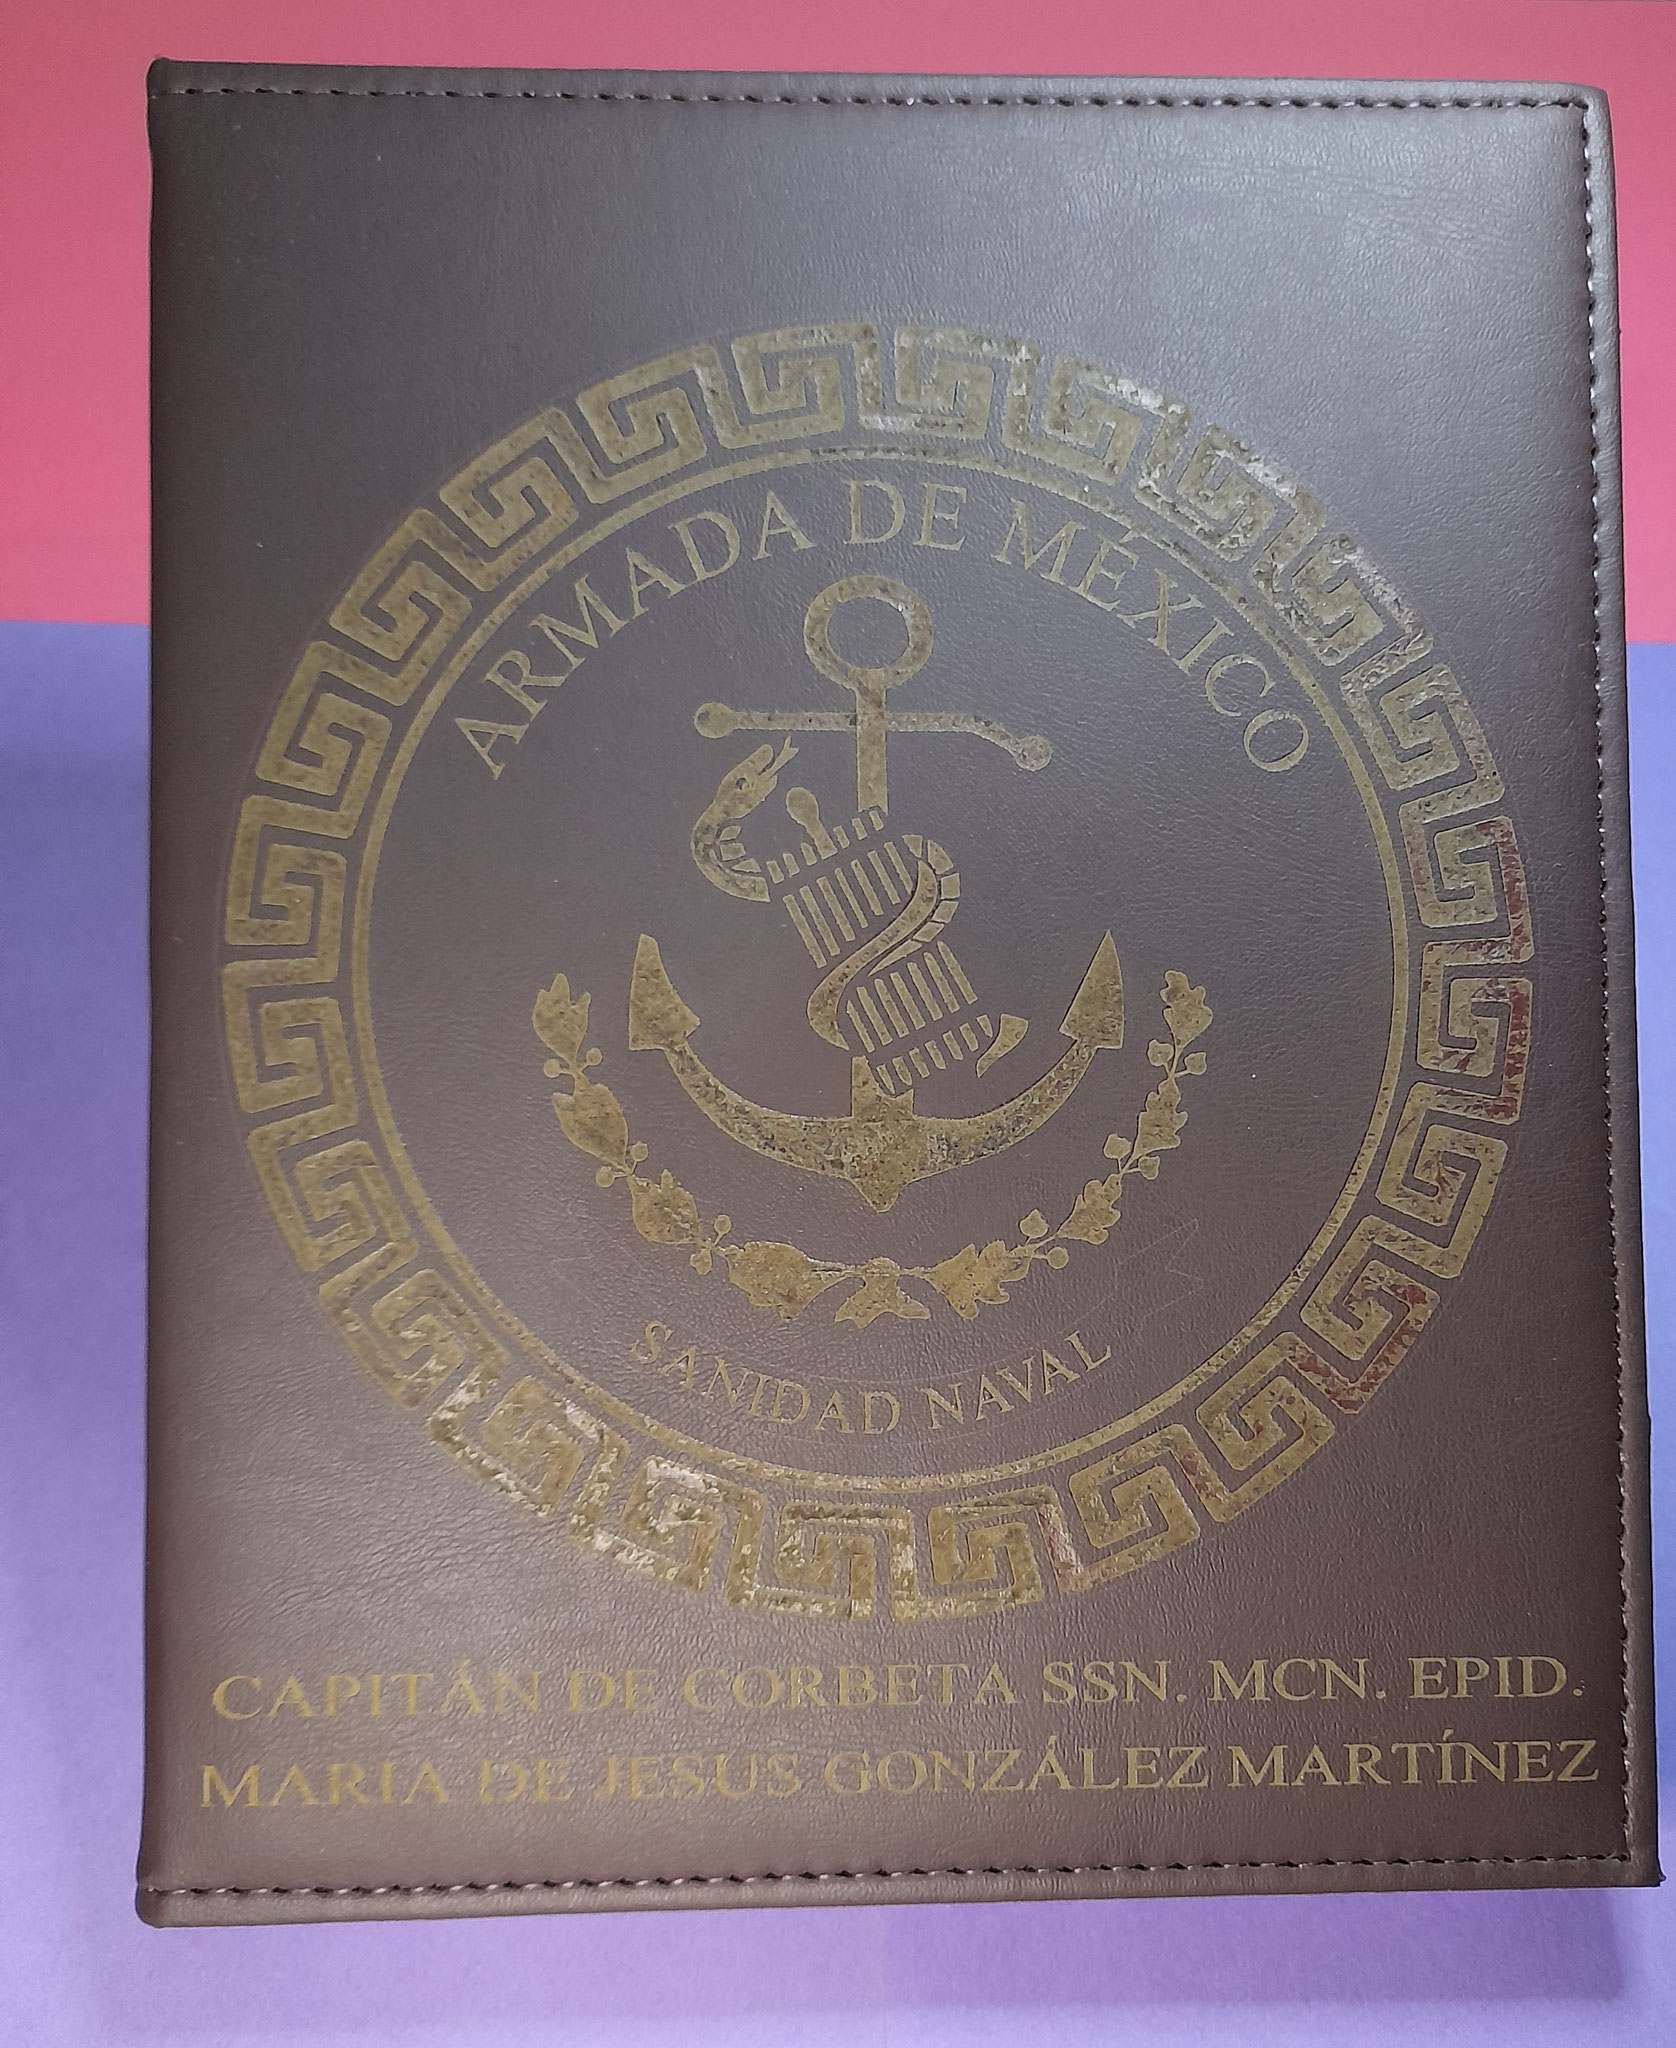 ARMADA DE MÉXICO
SANIDAD NAVAL
CAPITÁN DE CORBETA SSN. MCN. EPID.
MARIA DE JESUS GONZÁLEZ MARTÍNEZ